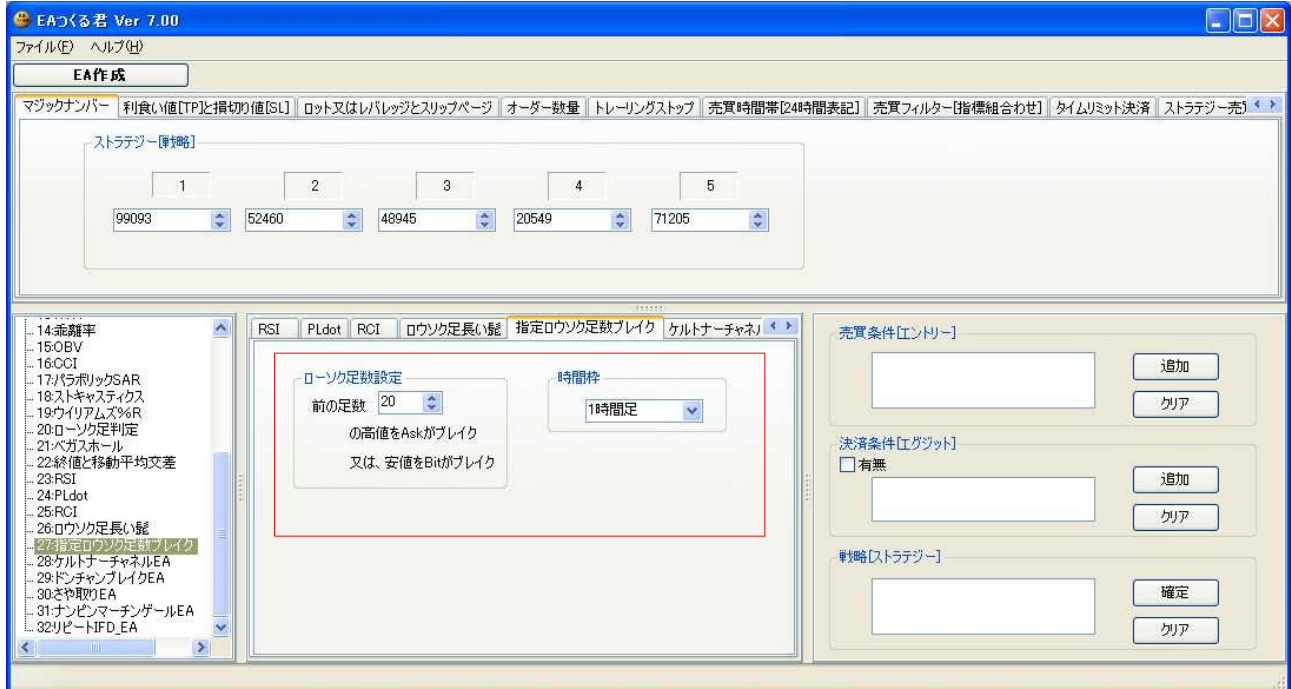 EAつくる君 Ver 7.00
ファイル(F) ヘルプ(H)
EA作成
マジックナンバー 利食い値[TP]と損切り値[SL] ロット又はレバレッジとスリップページ オーダー数量 トレーリングストップ 売買時間帯[24時間表記] 売買フィルター[指標組合わせ] タイムリミット決済 ストラテジー売
ストラテジー[戦略]
1 2 3 4 5
99093 52460 48945 20549 71205
14:乖離率
15:OBV
16:CCI
17:パラボリックSAR
18:ストキャスティクス
19:ウイリアムズ%R
20:ローソク足判定
21:ベガスホール
22:終値と移動平均交差
23:RSI
24:PLdot
25:RCI
26:ロウソク足長い髭
27:指定ロウソク足数ブレイク
28:ケルトナーチャネルEA
29:ドンチャンブレイクEA
30:さや取りEA
31:ナンピンマーチンゲールEA
32:リピートIFD_EA
RSI PLdot RCI ロウソク足長い髭 指定ロウソク足数ブレイク ケルトナーチャネ
ローソク足数設定
前の足数 20
の高値をAskがブレイク
又は、安値をBitがブレイク
時間枠
1時間足
売買条件[エントリー]
追加
クリア
決済条件[エグジット]
有無
追加
クリア
戦略[ストラテジー]
確定
クリア